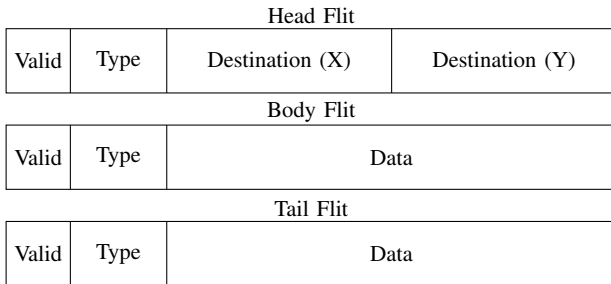 Head Flit
Valid Type Destination (X) Destination (Y)
Body Flit
Valid Type Data
Tail Flit
Valid Type Data